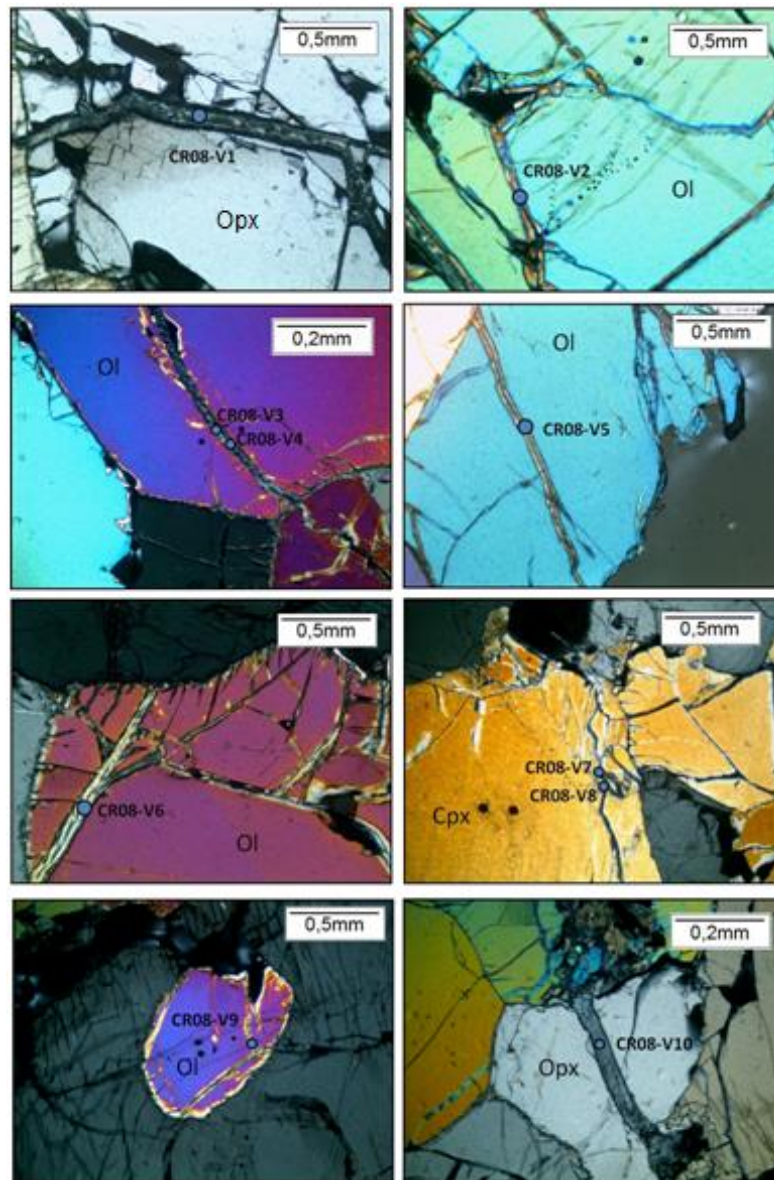 0,5mm
CR08-V1
Opx
0,5mm
CR08-V2
Ol
0,2mm
Ol
CR08-V3
CR08-V4
0,5mm
Ol
CR08-V5
0,5mm
CR08-V6
Ol
0,5mm
CR08-V7
CR08-V8
Cpx
0,5mm
CR08-V9
Ol
0,2mm
CR08-V10
Opx